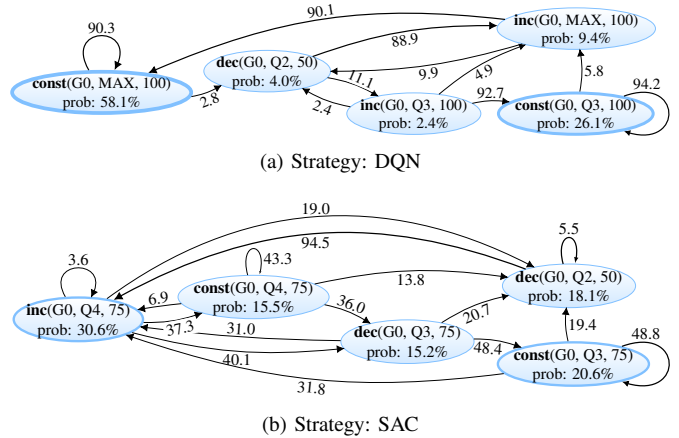 90.3
90.1
inc(G0, MAX, 100)
prob: 9.4%
const(G0, MAX, 100)
prob: 58.1%
dec(G0, Q2, 50)
prob: 4.0%
88.9
9.9
4.9
5.8
2.8
11.1
2.4
inc(G0, Q3, 100)
prob: 2.4%
92.7
const(G0, Q3, 100)
prob: 26.1%
94.2
(a) Strategy: DQN
19.0
94.5
3.6
43.3
5.5
inc(G0, Q4, 75)
prob: 30.6%
const(G0, Q4, 75)
prob: 15.5%
13.8
dec(G0, Q2, 50)
prob: 18.1%
6.9
37.3
36.0
31.0
40.1
dec(G0, Q3, 75)
prob: 15.2%
20.7
19.4
48.4
const(G0, Q3, 75)
prob: 20.6%
48.8
31.8
(b) Strategy: SAC